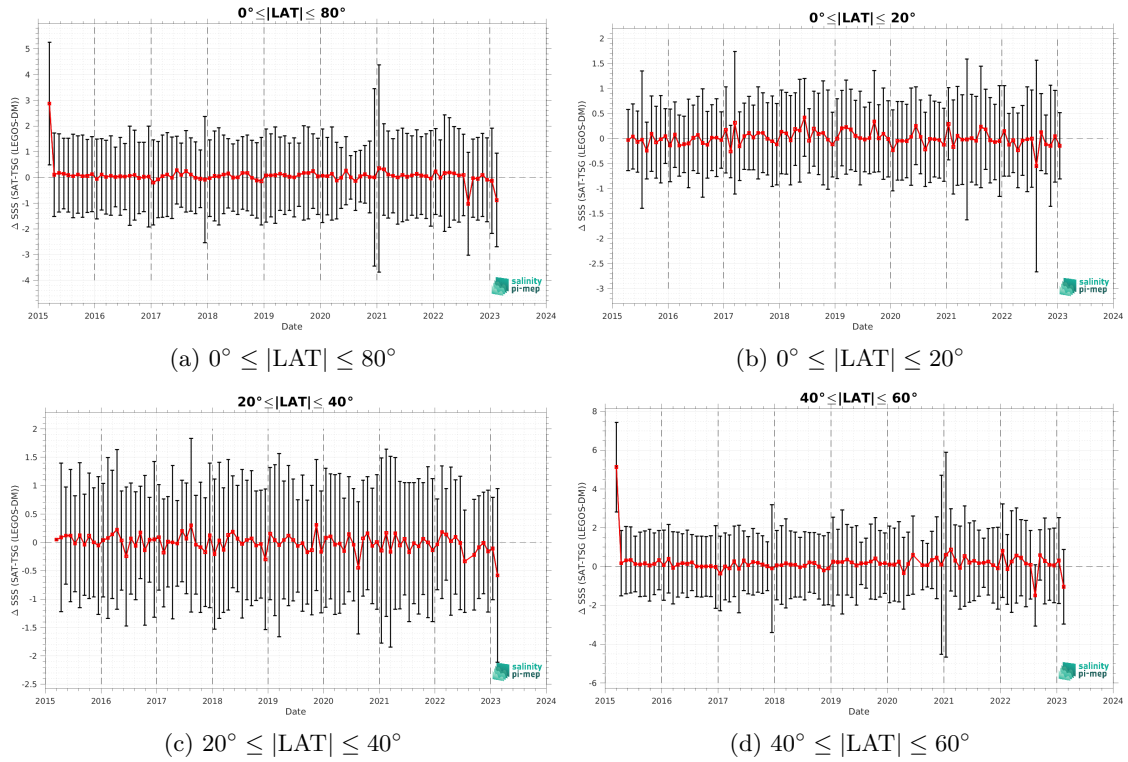 0°≤|LAT|≤ 80°
Δ SSS (SAT-TSG (LEGOS-DM))
5
4
3
2
1
0
-1
-2
-3
-4
2015 2016 2017 2018 2019 2020 2021 2022 2023 2024
Date
salinity
pi-mep
(a) 0° ≤ |LAT| ≤ 80°
0°≤|LAT|≤ 20°
Δ SSS (SAT-TSG (LEGOS-DM))
2
1.5
1
0.5
0
-0.5
-1
-1.5
-2
-2.5
-3
2015 2016 2017 2018 2019 2020 2021 2022 2023 2024
Date
salinity
pi-mep
(b) 0° ≤ |LAT| ≤ 20°
20°≤|LAT|≤ 40°
Δ SSS (SAT-TSG (LEGOS-DM))
2
1.5
1
0.5
0
-0.5
-1
-1.5
-2
-2.5
2015 2016 2017 2018 2019 2020 2021 2022 2023 2024
Date
salinity
pi-mep
(c) 20° ≤ |LAT| ≤ 40°
40°≤|LAT|≤ 60°
Δ SSS (SAT-TSG (LEGOS-DM))
8
6
4
2
0
-2
-4
-6
2015 2016 2017 2018 2019 2020 2021 2022 2023 2024
Date
salinity
pi-mep
(d) 40° ≤ |LAT| ≤ 60°